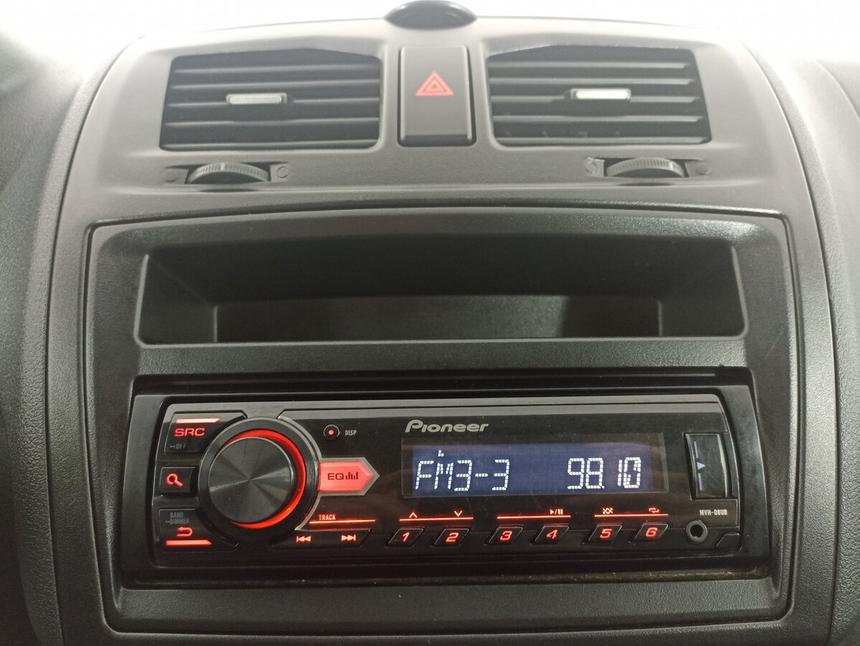 Pioneer
SRC
OFF
DISP
EQ
FM3-3 98.10
BAND
DIMMER
TRACK
MVH-08UB
1 2 3 4 5 6